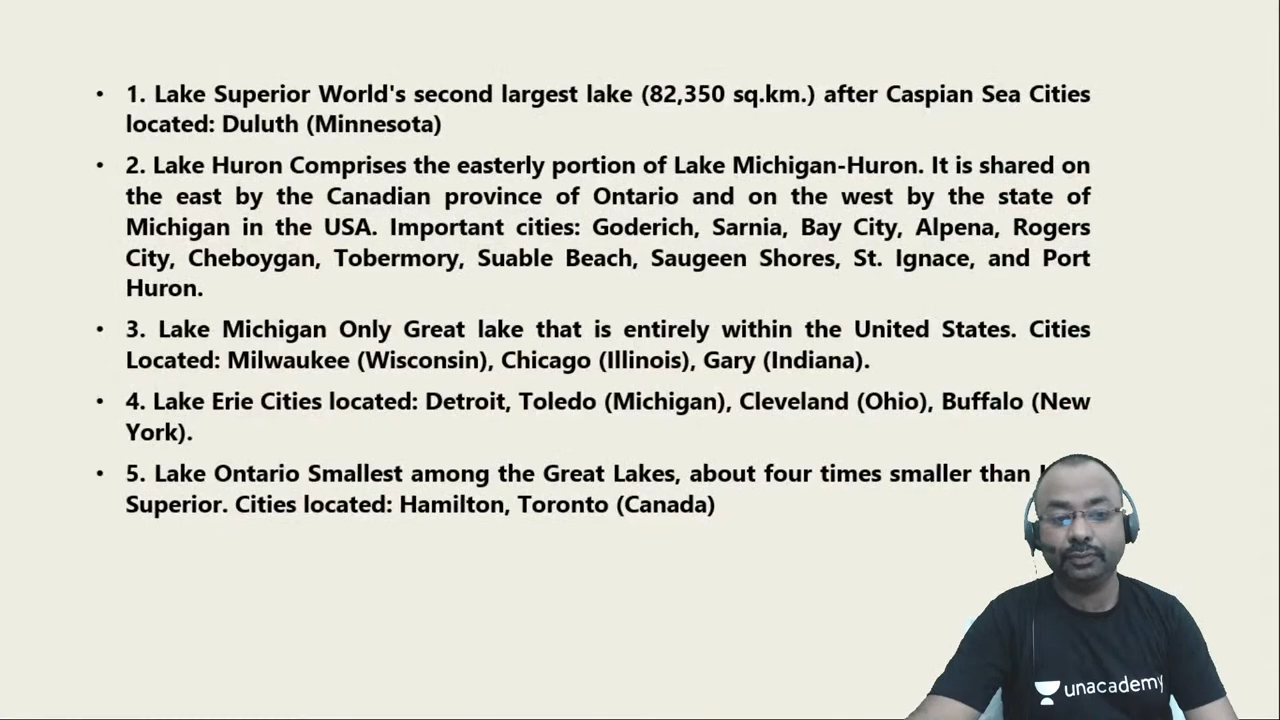 • 1. Lake Superior World's second largest lake (82,350 sq.km.) after Caspian Sea Cities
located: Duluth (Minnesota)
• 2. Lake Huron Comprises the easterly portion of Lake Michigan-Huron. It is shared on
the east by the Canadian province of Ontario and on the west by the state of
Michigan in the USA. Important cities: Goderich, Sarnia, Bay City, Alpena, Rogers
City, Cheboygan, Tobermory, Suable Beach, Saugeen Shores, St. Ignace, and Port
Huron.
• 3. Lake Michigan Only Great lake that is entirely within the United States. Cities
Located: Milwaukee (Wisconsin), Chicago (Illinois), Gary (Indiana).
• 4. Lake Erie Cities located: Detroit, Toledo (Michigan), Cleveland (Ohio), Buffalo (New
York).
• 5. Lake Ontario Smallest among the Great Lakes, about four times smaller than
Superior. Cities located: Hamilton, Toronto (Canada)
unacademy